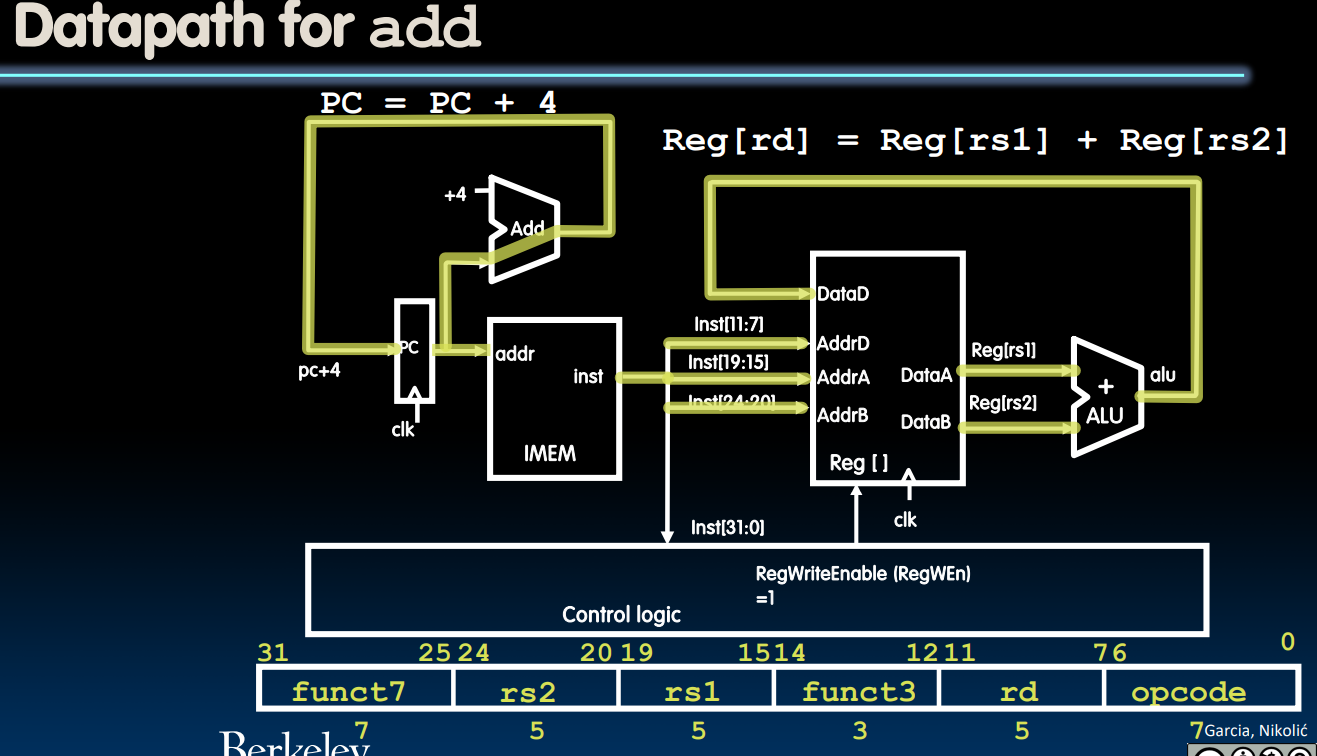 Datapath for add
PC = PC + 4
Reg[rd] = Reg[rs1] + Reg[rs2]
+4
Add
DataD
Inst[11:7]
AddrD
PC
addr
Inst[19:15]
Reg[rs1]
pc+4
inst
AddrA
DataA
+
alu
Inst[24:20]
Reg[rs2]
AddrB
DataB
ALU
clk
IMEM
Reg [ ]
clk
Inst[31:0]
RegWriteEnable (RegWEn)
=1
Control logic
31 25 24 20 19 15 14 12 11 7 6 0
funct7 rs2 rs1 funct3 rd opcode
7 5 5 3 5 7
Garcia, Nikolić
Berkeley